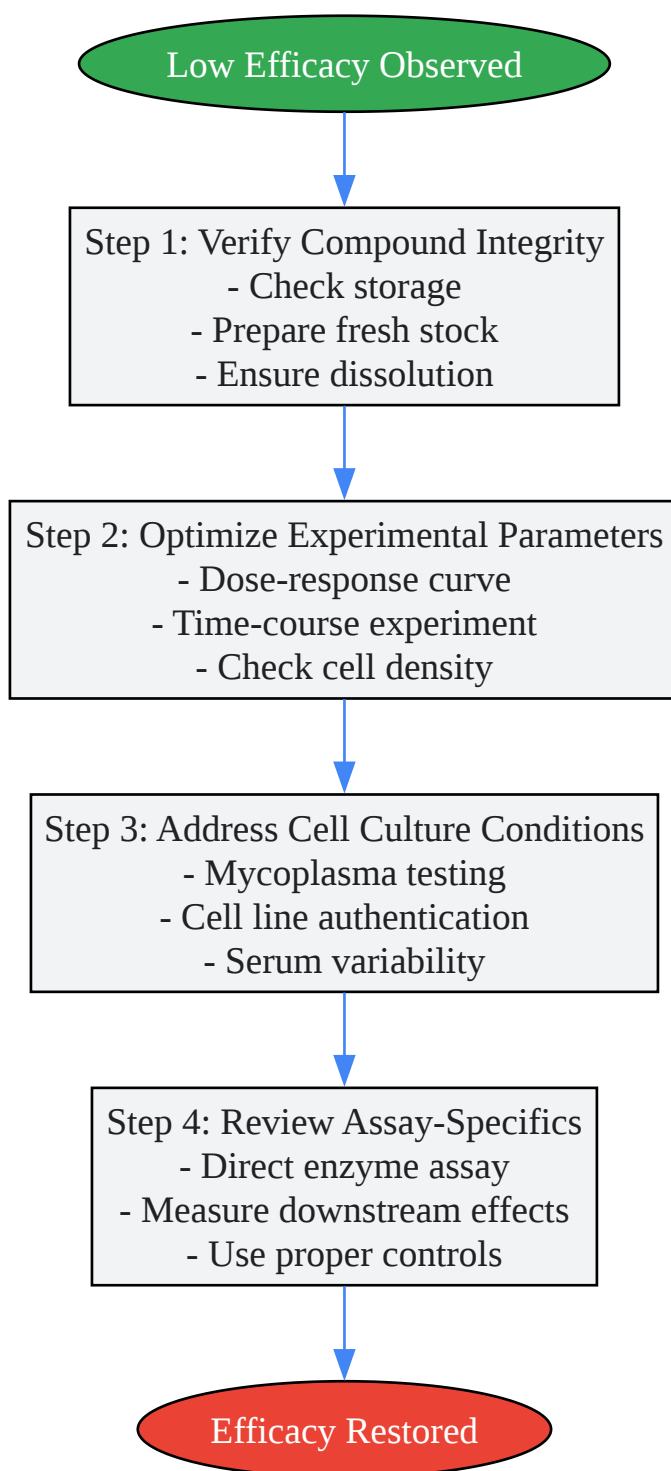 Low Efficacy Observed
Step 1: Verify Compound Integrity
- Check storage
- Prepare fresh stock
- Ensure dissolution
Step 2: Optimize Experimental Parameters
- Dose-response curve
- Time-course experiment
- Check cell density
Step 3: Address Cell Culture Conditions
- Mycoplasma testing
- Cell line authentication
- Serum variability
Step 4: Review Assay-Specifics
- Direct enzyme assay
- Measure downstream effects
- Use proper controls
Efficacy Restored